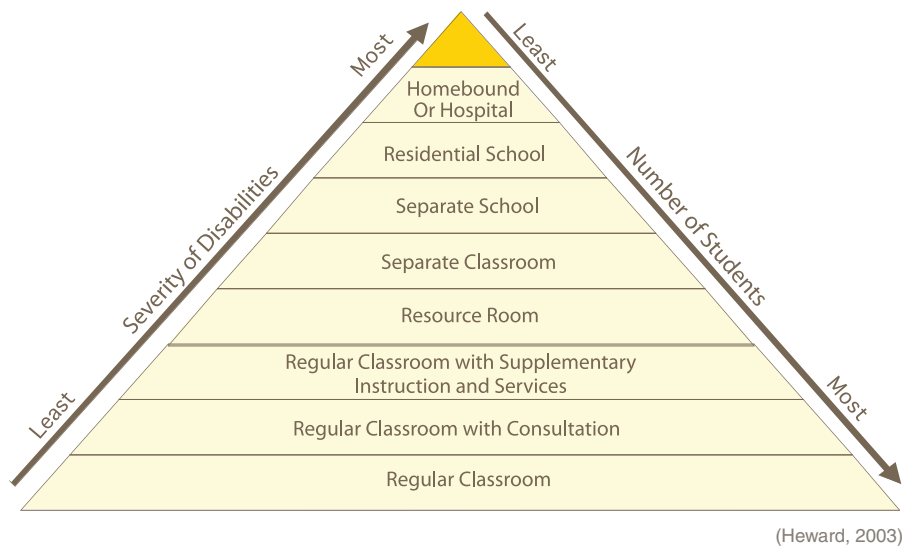 Most
Least
Homebound
Or Hospital
Residential School
Severity of Disabilities
Number of Students
Separate School
Separate Classroom
Resource Room
Regular Classroom with Supplementary
Instruction and Services
Least
Most
Regular Classroom with Consultation
Regular Classroom
(Heward, 2003)